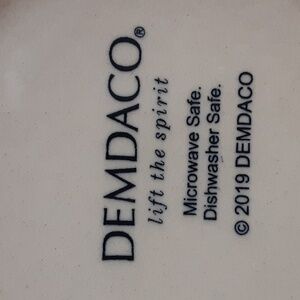 DEMDACO®
lift the spirit
Microwave Safe.
Dishwasher Safe.
© 2019 DEMDACO